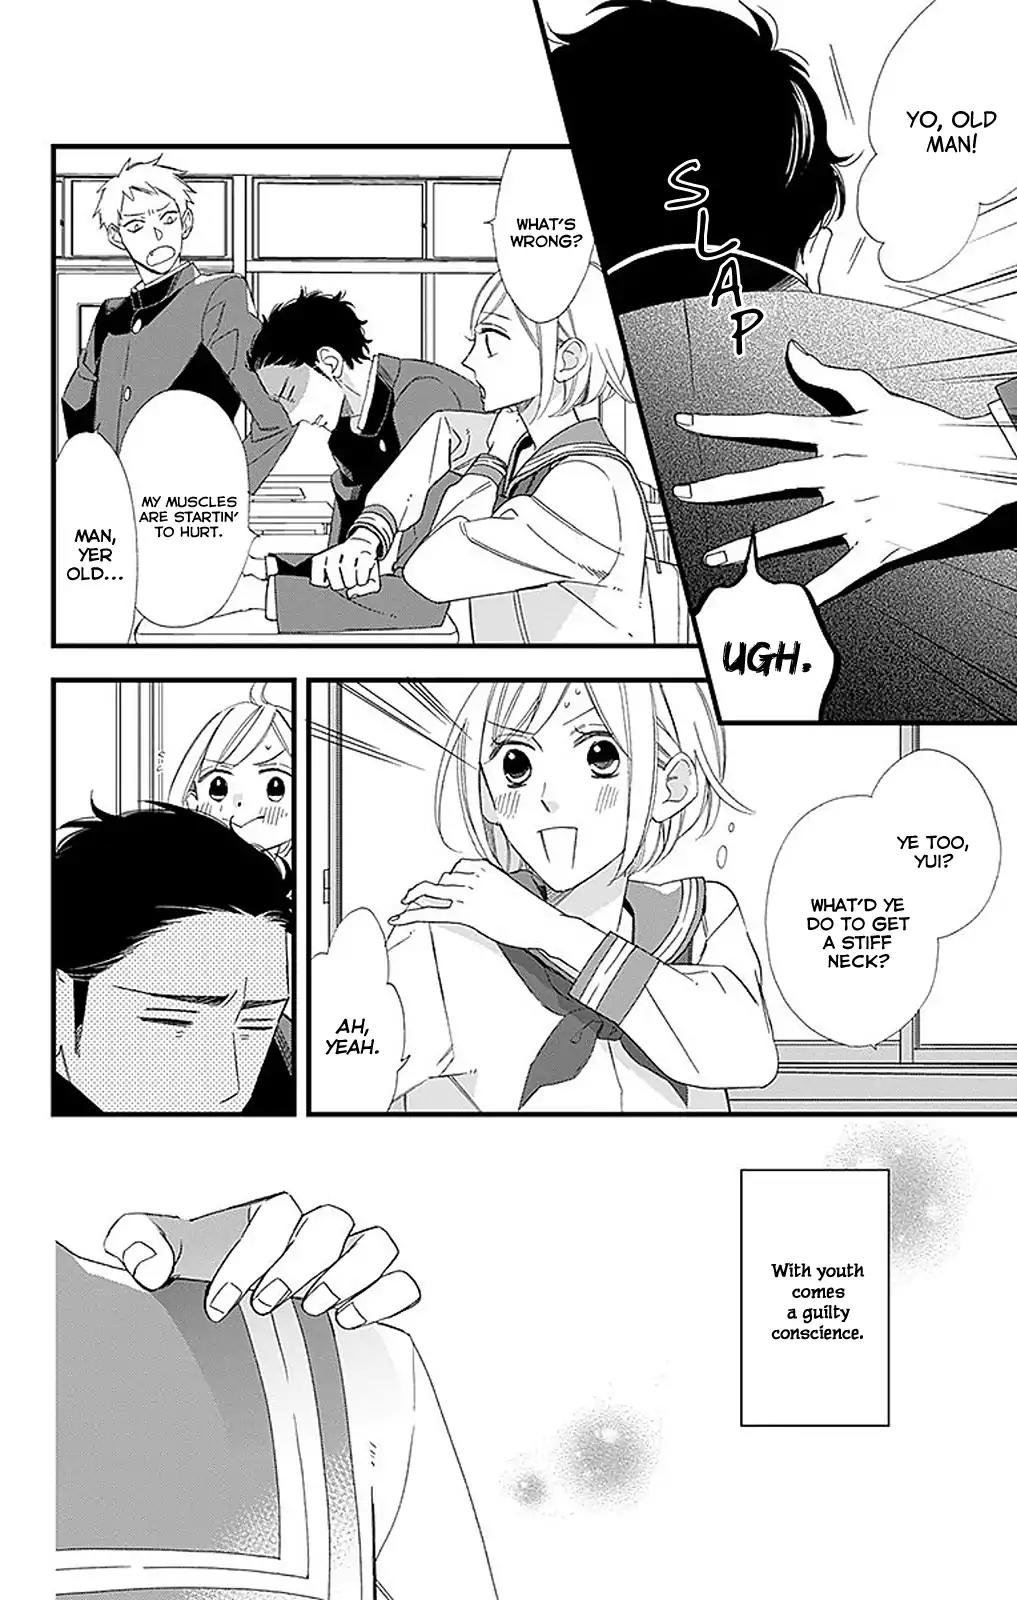 YO, OLD
MAN!
SLAP
UGH.
WHAT'S
WRONG?
MY MUSCLES
ARE STARTIN'
TO HURT.
MAN,
YER
OLD...
YE TOO,
YUI?
WHAT'D YE
DO TO GET
A STIFF
NECK?
AH,
YEAH.
With youth
comes
a guilty
conscience.